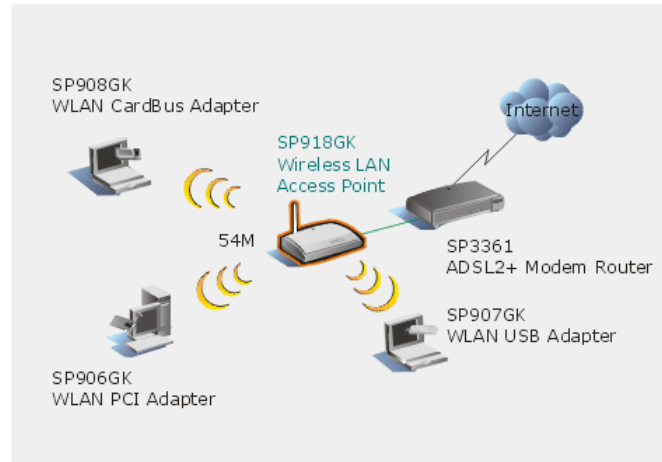 SP908GK
WLAN CardBus Adapter
Internet
SP918GK
Wireless LAN
Access Point
54M
SP3361
ADSL2+ Modem Router
SP907GK
WLAN USB Adapter
SP906GK
WLAN PCI Adapter